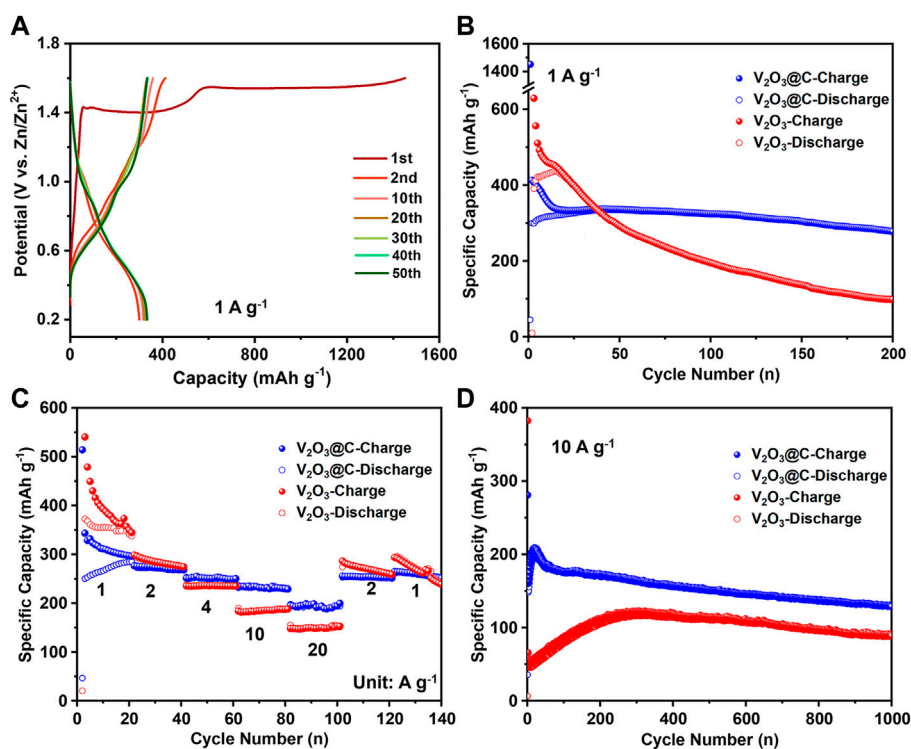 A
1.8
1.4
1.0
0.6
0.2
Potential (V vs. Zn/Zn²⁺)
1st
2nd
10th
20th
30th
40th
50th
1 A g⁻¹
0 400 800 1200 1600
Capacity (mAh g⁻¹)
B
1600
1400
600
400
200
0
Specific Capacity (mAh g⁻¹)
1 A g⁻¹
V₂O₃@C-Charge
V₂O₃@C-Discharge
V₂O₃-Charge
V₂O₃-Discharge
0 50 100 150 200
Cycle Number (n)
C
600
500
400
300
200
100
0
Specific Capacity (mAh g⁻¹)
V₂O₃@C-Charge
V₂O₃@C-Discharge
V₂O₃-Charge
V₂O₃-Discharge
1 2 4 10 20 2 1
Unit: A g⁻¹
0 20 40 60 80 100 120 140
Cycle Number (n)
D
400
300
200
100
0
Specific Capacity (mAh g⁻¹)
10 A g⁻¹
V₂O₃@C-Charge
V₂O₃@C-Discharge
V₂O₃-Charge
V₂O₃-Discharge
0 200 400 600 800 1000
Cycle Number (n)